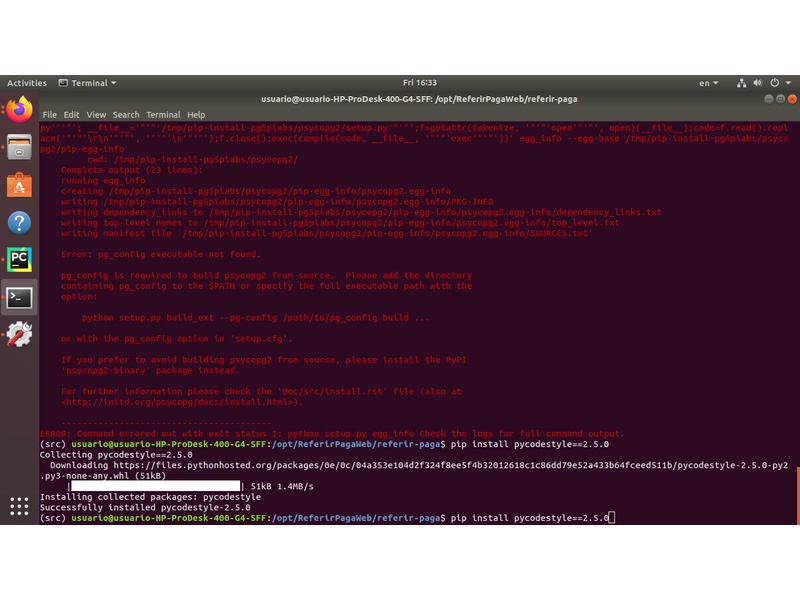 Activities Terminal Fri 16:33 en
usuario@usuario-HP-ProDesk-400-G4-SFF: /opt/ReferirPagaWeb/referir-paga
File Edit View Search Terminal Help
py'"'"'; __file__='"'"'/tmp/pip-install-pg5piabs/psycopg2/setup.py'"'"';f=getattr(tokenize, '"'"'open'"'"', open)(__file__);code=f.read().repl
ace('"'"'\r\n'"'"', '"'"'\n'"'"');f.close();exec(compile(code, __file__, '"'"'exec'"'"'))' egg_info --egg-base /tmp/pip-install-pg5piabs/psyco
pg2/pip-egg-info
cwd: /tmp/pip-install-pg5piabs/psycopg2/
Complete output (23 lines):
running egg_info
creating /tmp/pip-install-pg5piabs/psycopg2/pip-egg-info/psycopg2.egg-info
writing /tmp/pip-install-pg5piabs/psycopg2/pip-egg-info/psycopg2.egg-info/PKG-INFO
writing dependency_links to /tmp/pip-install-pg5piabs/psycopg2/pip-egg-info/psycopg2.egg-info/dependency_links.txt
writing top-level names to /tmp/pip-install-pg5piabs/psycopg2/pip-egg-info/psycopg2.egg-info/top_level.txt
writing manifest file '/tmp/pip-install-pg5piabs/psycopg2/pip-egg-info/psycopg2.egg-info/SOURCES.txt'
Error: pg_config executable not found.
pg_config is required to build psycopg2 from source. Please add the directory
containing pg_config to the $PATH or specify the full executable path with the
option:
python setup.py build_ext --pg-config /path/to/pg_config build ...
or with the pg_config option in 'setup.cfg'.
If you prefer to avoid building psycopg2 from source, please install the PyPI
'psycopg2-binary' package instead.
For further information please check the 'doc/src/install.rst' file (also at
<http://initd.org/psycopg/docs/install.html>).
----------------------------------------
ERROR: Command errored out with exit status 1: python setup.py egg_info Check the logs for full command output.
(src) usuario@usuario-HP-ProDesk-400-G4-SFF:/opt/ReferirPagaWeb/referir-paga$ pip install pycodestyle==2.5.0
Collecting pycodestyle==2.5.0
Downloading https://files.pythonhosted.org/packages/0e/0c/04a353e104d2f324f8ee5f4b32012618c1c86dd79e52a433b64fceed511b/pycodestyle-2.5.0-py2
.py3-none-any.whl (51kB)
| | 51kB 1.4MB/s
Installing collected packages: pycodestyle
Successfully installed pycodestyle-2.5.0
(src) usuario@usuario-HP-ProDesk-400-G4-SFF:/opt/ReferirPagaWeb/referir-paga$ pip install pycodestyle==2.5.0
PC